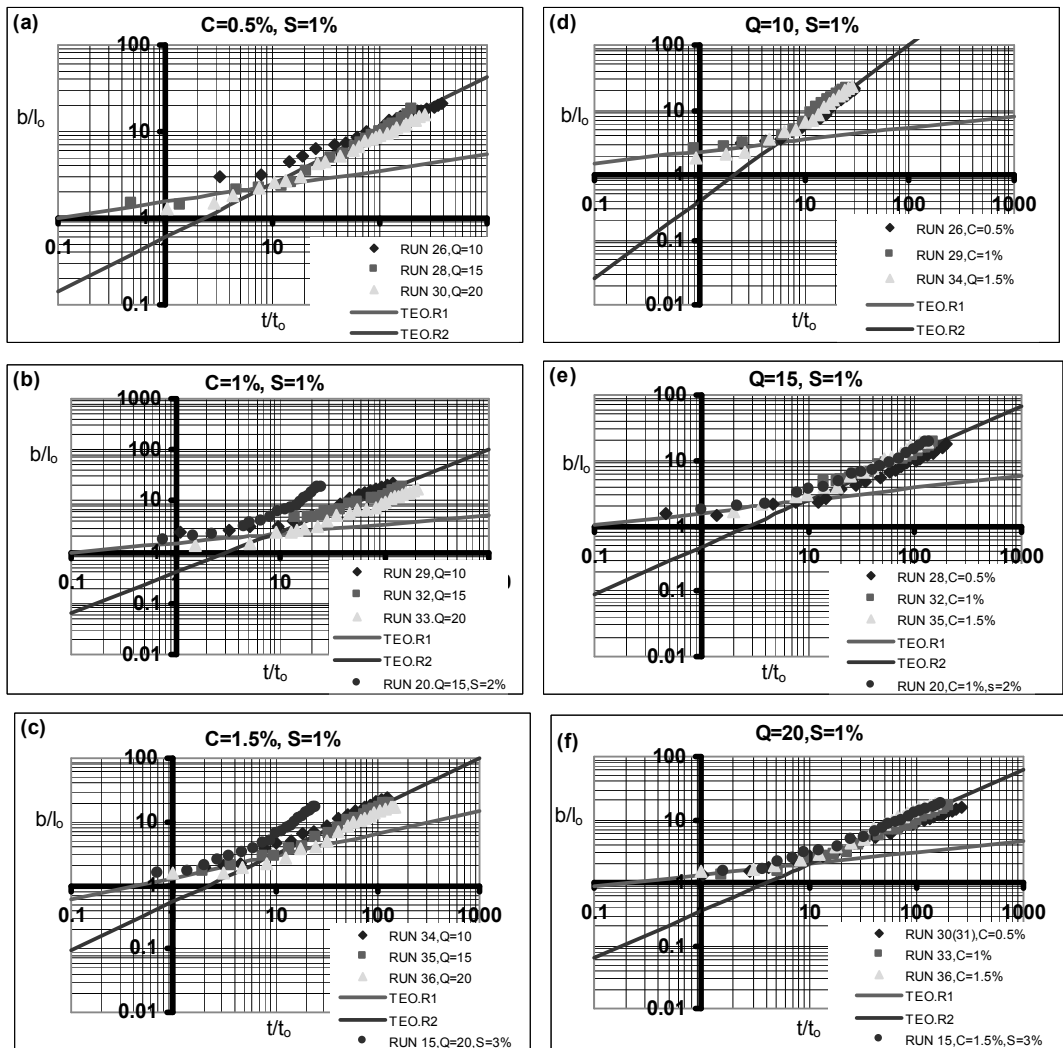 (a)
C=0.5%, S=1%
100
b/lo
10
1
0.1
10
100
0.1
t/to
RUN 26,Q=10
RUN 28,Q=15
RUN 30,Q=20
TEO.R1
TEO.R2
(b)
C=1%, S=1%
1000
b/lo
100
10
1
0.1
10
0
0.1
0.01
t/to
RUN 29,Q=10
RUN 32,Q=15
RUN 33,Q=20
TEO.R1
TEO.R2
RUN 20.Q=15,S=2%
(c)
C=1.5%, S=1%
100
b/lo
10
1
0.1
10
100
1000
0.1
0.01
t/to
RUN 34,Q=10
RUN 35,Q=15
RUN 36,Q=20
TEO.R1
TEO.R2
RUN 15,Q=20,S=3%
(d)
Q=10, S=1%
100
b/lo
10
1
0.1
10
100
1000
0.1
0.01
t/to
RUN 26,C=0.5%
RUN 29,C=1%
RUN 34,Q=1.5%
TEO.R1
TEO.R2
(e)
Q=15, S=1%
100
b/lo
10
1
0.1
10
100
1000
0.1
0.01
t/to
RUN 28,C=0.5%
RUN 32,C=1%
RUN 35,C=1.5%
TEO.R1
TEO.R2
RUN 20,C=1%,s=2%
(f)
Q=20,S=1%
100
b/lo
10
1
0.1
10
100
1000
0.1
0.01
t/to
RUN 30(31),C=0.5%
RUN 33,C=1%
RUN 36,C=1.5%
TEO.R1
TEO.R2
RUN 15,C=1.5%,S=3%